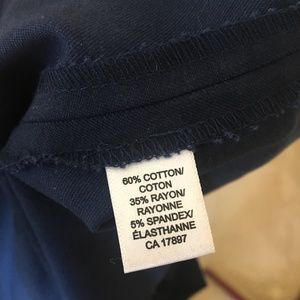 60% COTTON/
COTON
35% RAYON/
RAYONNE
5% SPANDEX/
ÉLASTHANNE
CA 17897